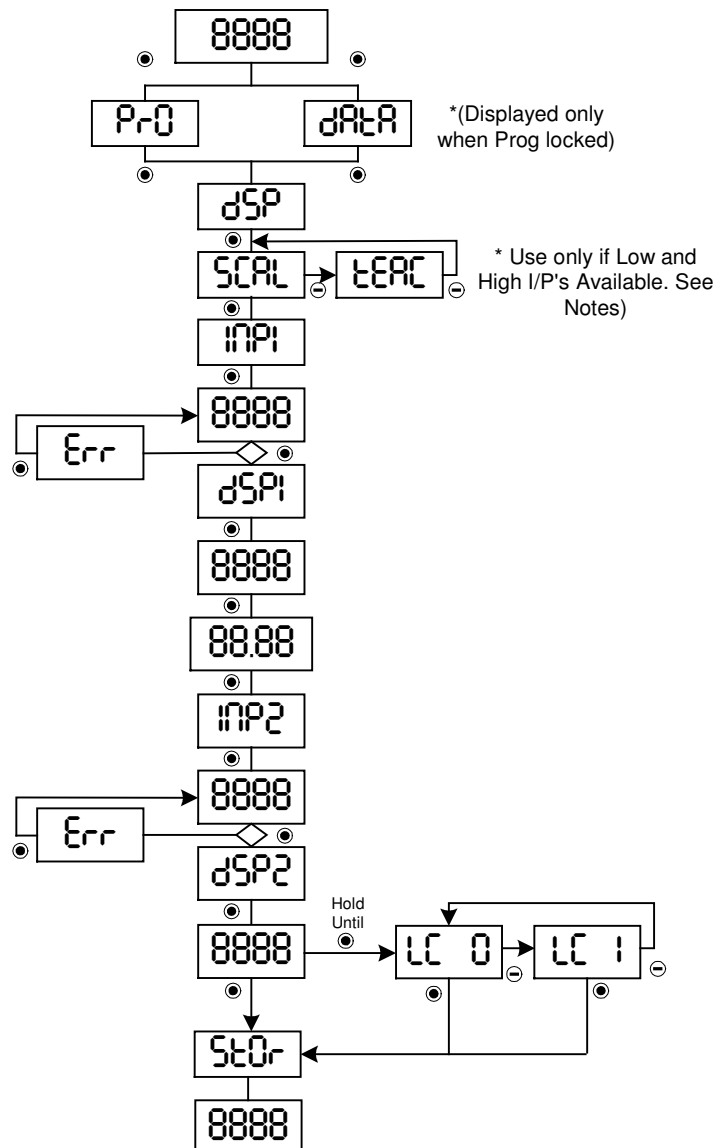 8888
Pr0
dAtA
*(Displayed only
when Prog locked)
dSP
SCAL
tEAC
* Use only if Low and
High I/P's Available. See
Notes)
INP1
8888
Err
dSP1
8888
88.88
INP2
8888
Err
dSP2
Hold
Until
8888
LC 0
LC 1
StOr
8888